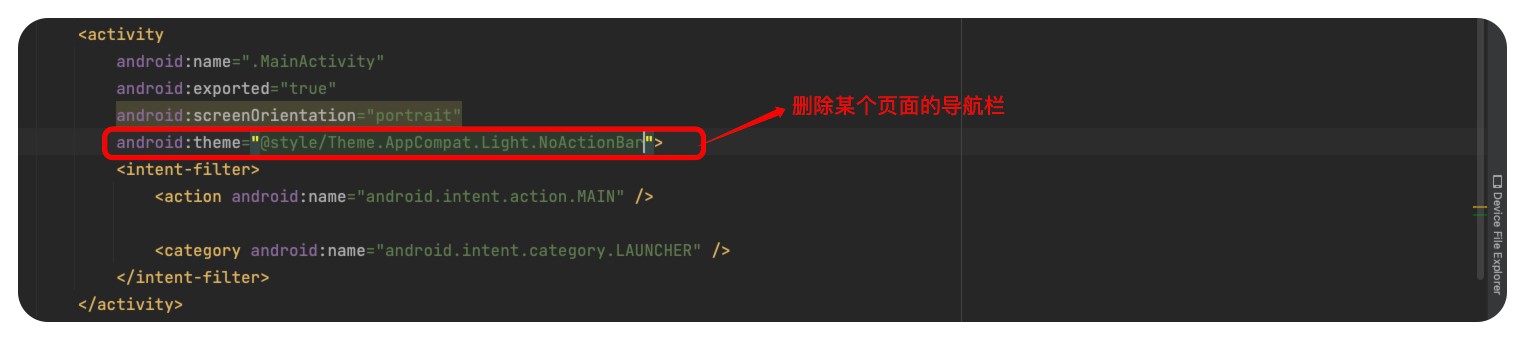 <activity
android:name=".MainActivity"
android:exported="true"
android:screenOrientation="portrait"
android:theme="@style/Theme.AppCompat.Light.NoActionBar">
删除某个页面的导航栏
<intent-filter>
<action android:name="android.intent.action.MAIN" />
<category android:name="android.intent.category.LAUNCHER" />
</intent-filter>
</activity>
Device File Explorer